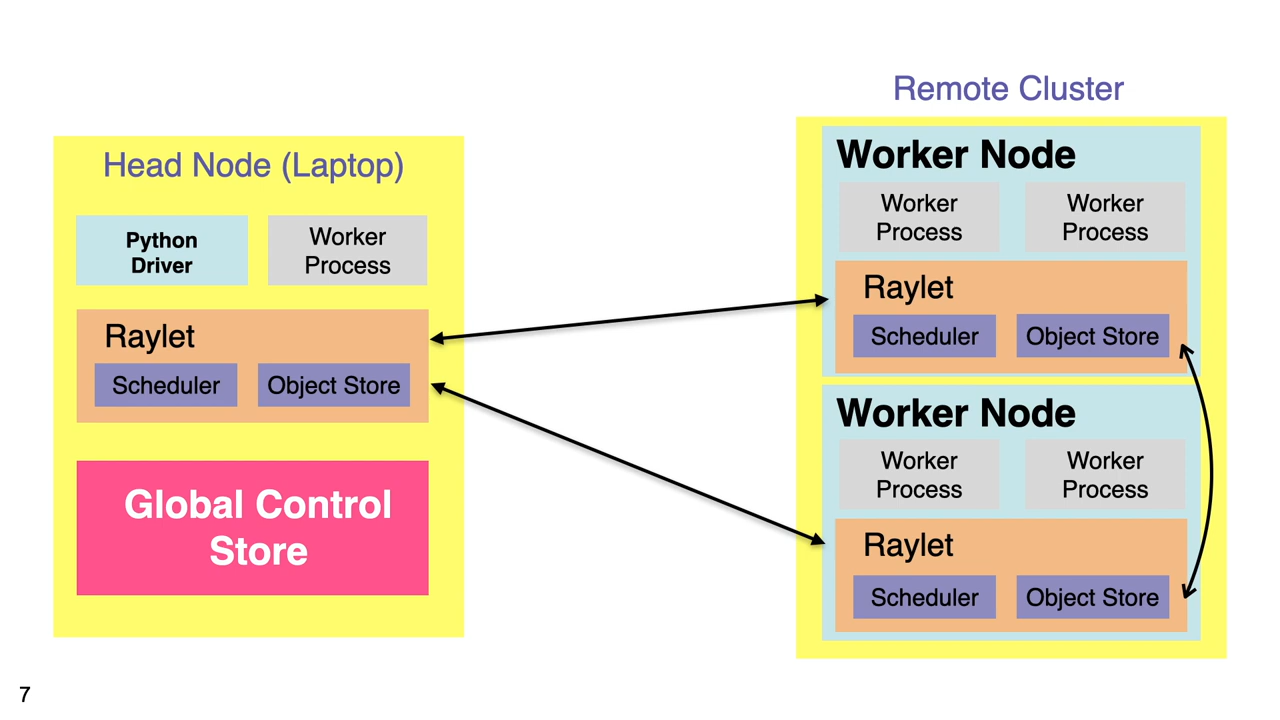 Head Node (Laptop)
Python
Driver
Worker
Process
Raylet
Scheduler
Object Store
Global Control
Store
Remote Cluster
Worker Node
Worker
Process
Worker
Process
Raylet
Scheduler
Object Store
Worker Node
Worker
Process
Worker
Process
Raylet
Scheduler
Object Store
7